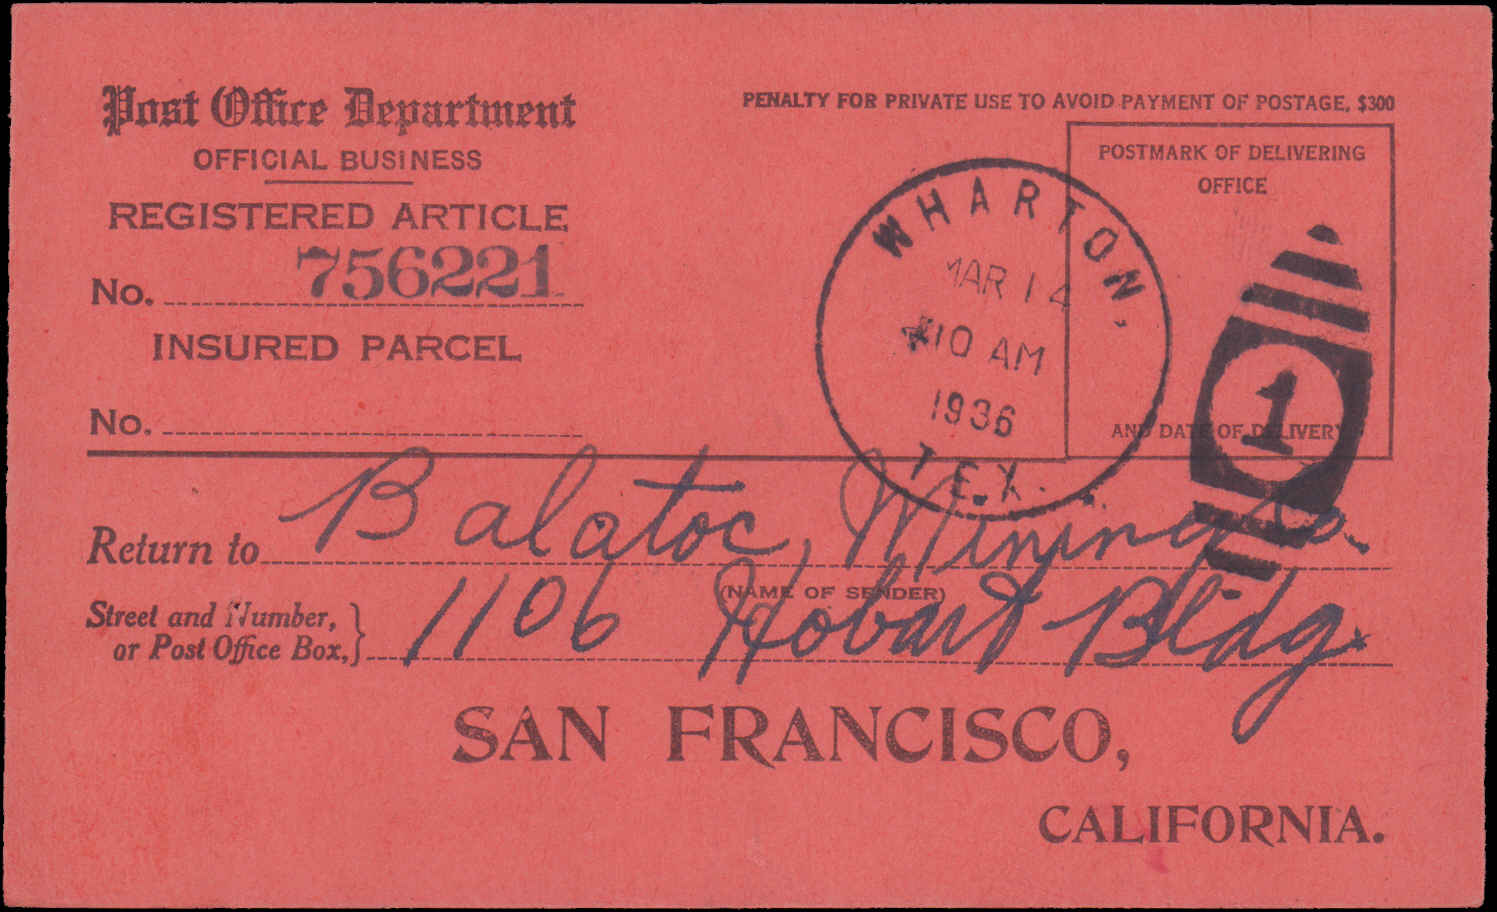 Post Office Department
OFFICIAL BUSINESS
REGISTERED ARTICLE
No. 756221
INSURED PARCEL
No.
PENALTY FOR PRIVATE USE TO AVOID PAYMENT OF POSTAGE, $300
POSTMARK OF DELIVERING
OFFICE
AND DATE OF DELIVERY
WHARTON,
MAR 14
10 AM
1936
TEX.
1
Return to Balatoc, Mining Co.
(NAME OF SENDER)
Street and Number,
or Post Office Box, } 1106 Hobart Bldg.
SAN FRANCISCO,
CALIFORNIA.